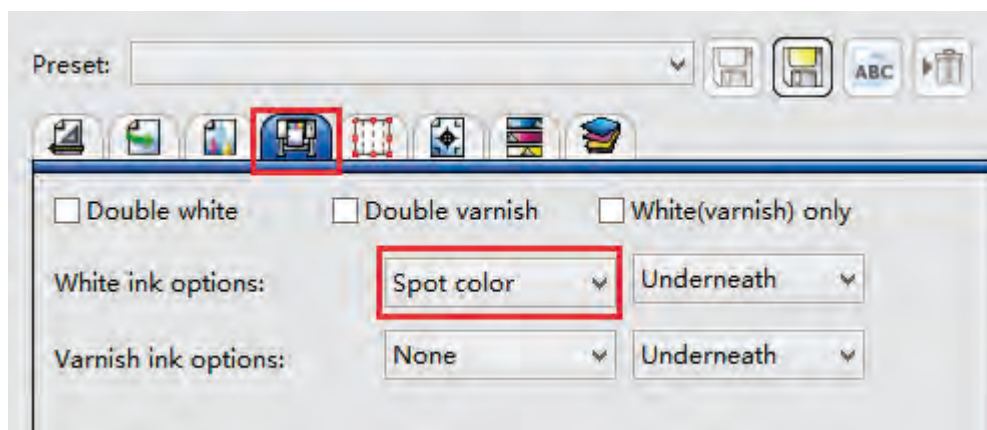 Preset:
ABC
Double white Double varnish White(varnish) only
White ink options: Spot color Underneath
Varnish ink options: None Underneath